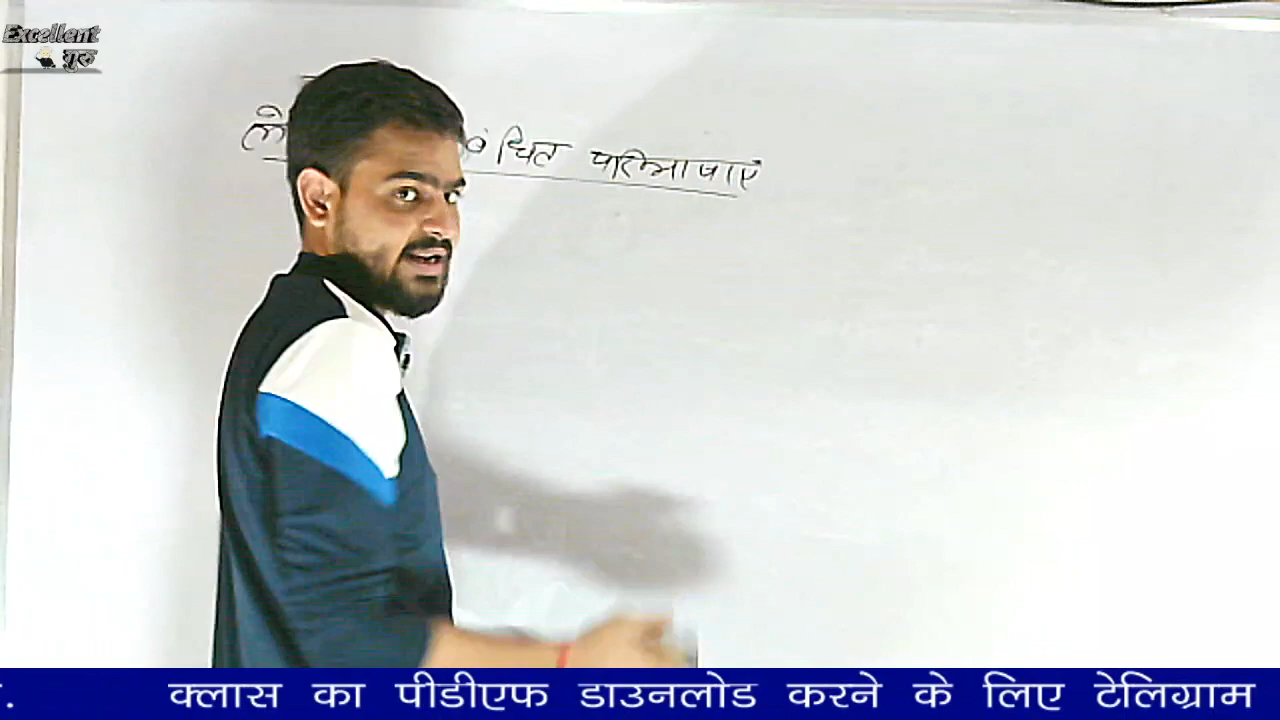 Excellent
गुरु
परिभाषाएं
क्लास का पीडीएफ डाउनलोड करने के लिए टेलिग्राम